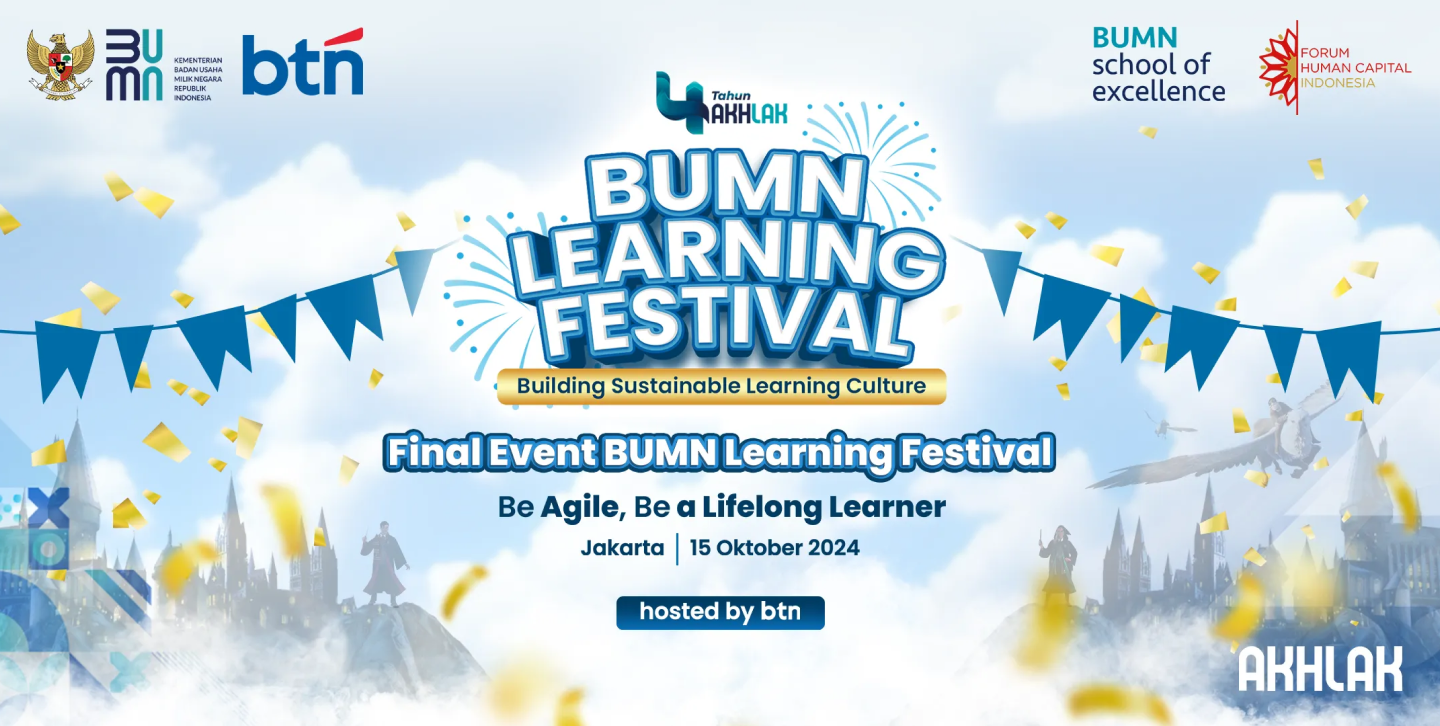 BUMN
KEMENTERIAN
BADAN USAHA
MILIK NEGARA
REPUBLIK
INDONESIA
btn
BUMN
school of
excellence
FORUM
HUMAN CAPITAL
INDONESIA
4 Tahun
AKHLAK
BUMN
LEARNING
FESTIVAL
Building Sustainable Learning Culture
Final Event BUMN Learning Festival
Be Agile, Be a Lifelong Learner
Jakarta | 15 Oktober 2024
hosted by btn
AKHLAK